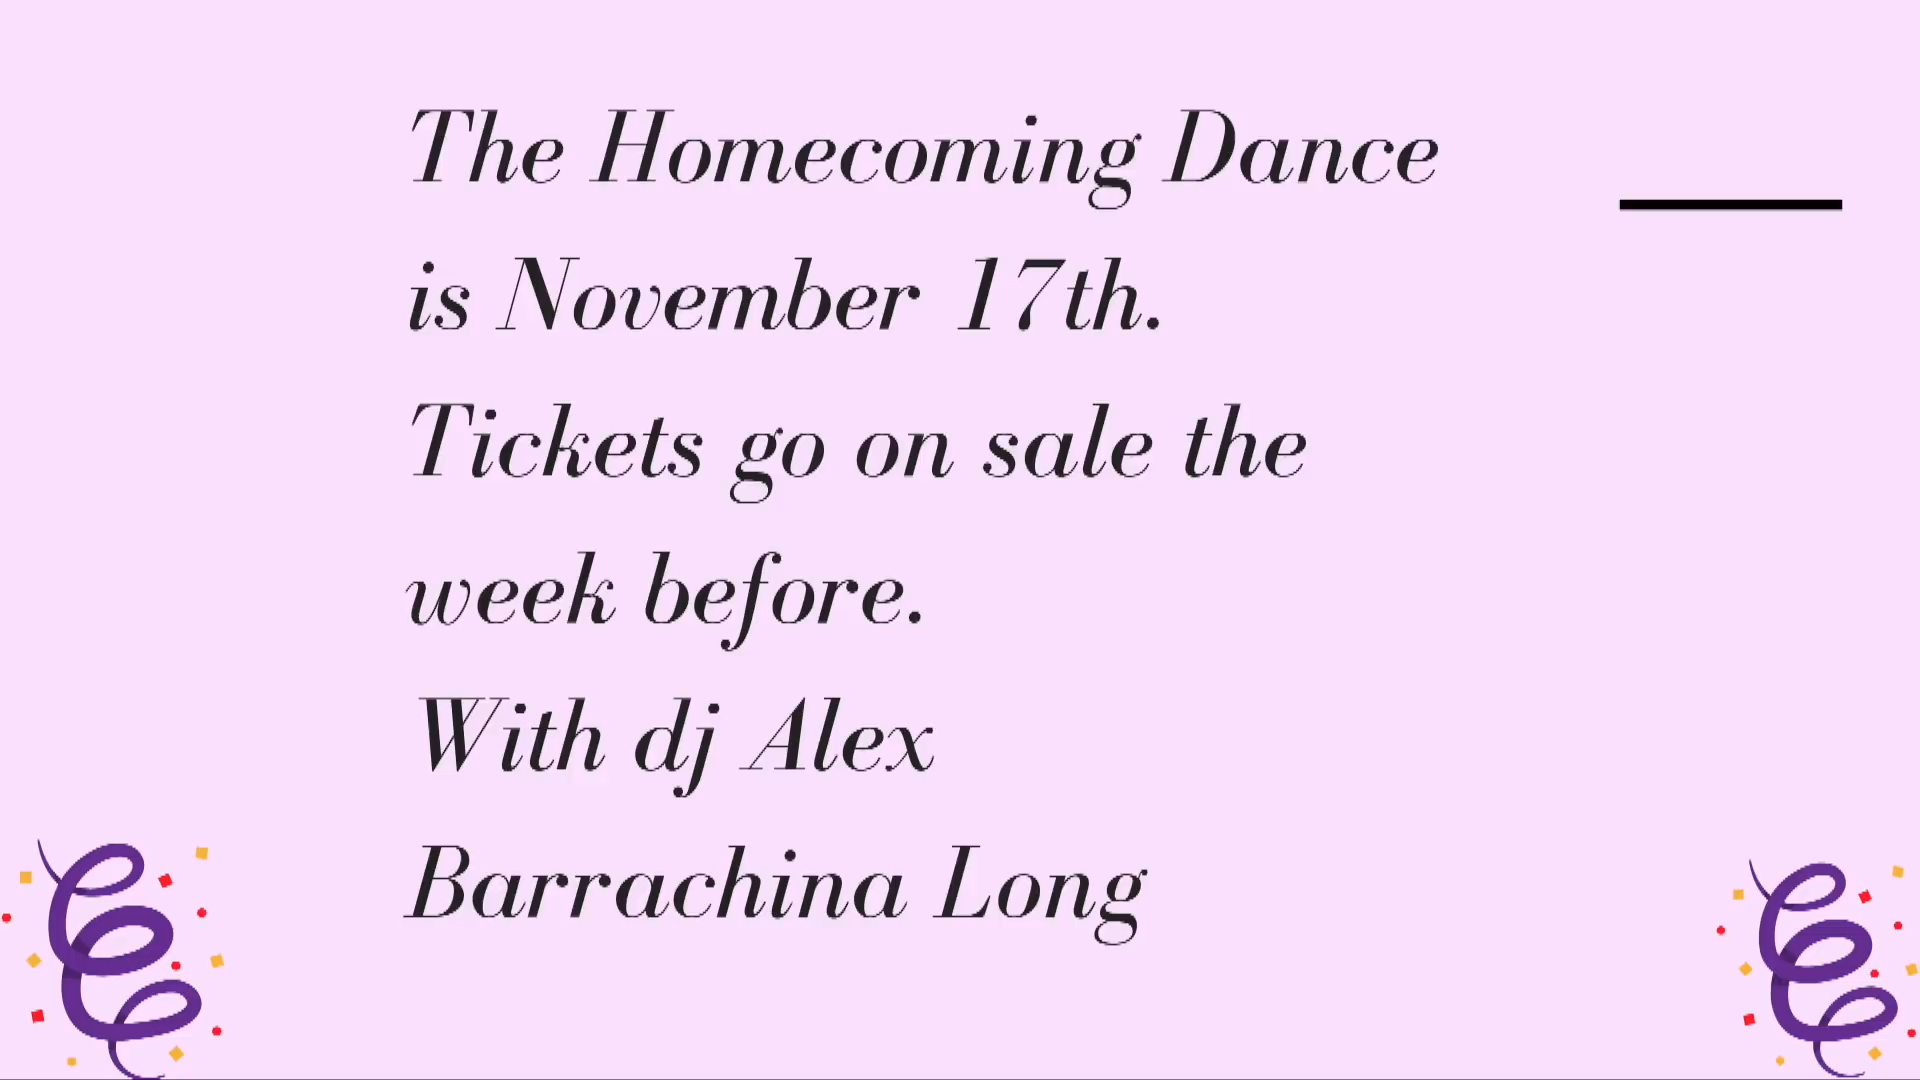 The Homecoming Dance
is November 17th.
Tickets go on sale the
week before.
With dj Alex
Barrachina Long